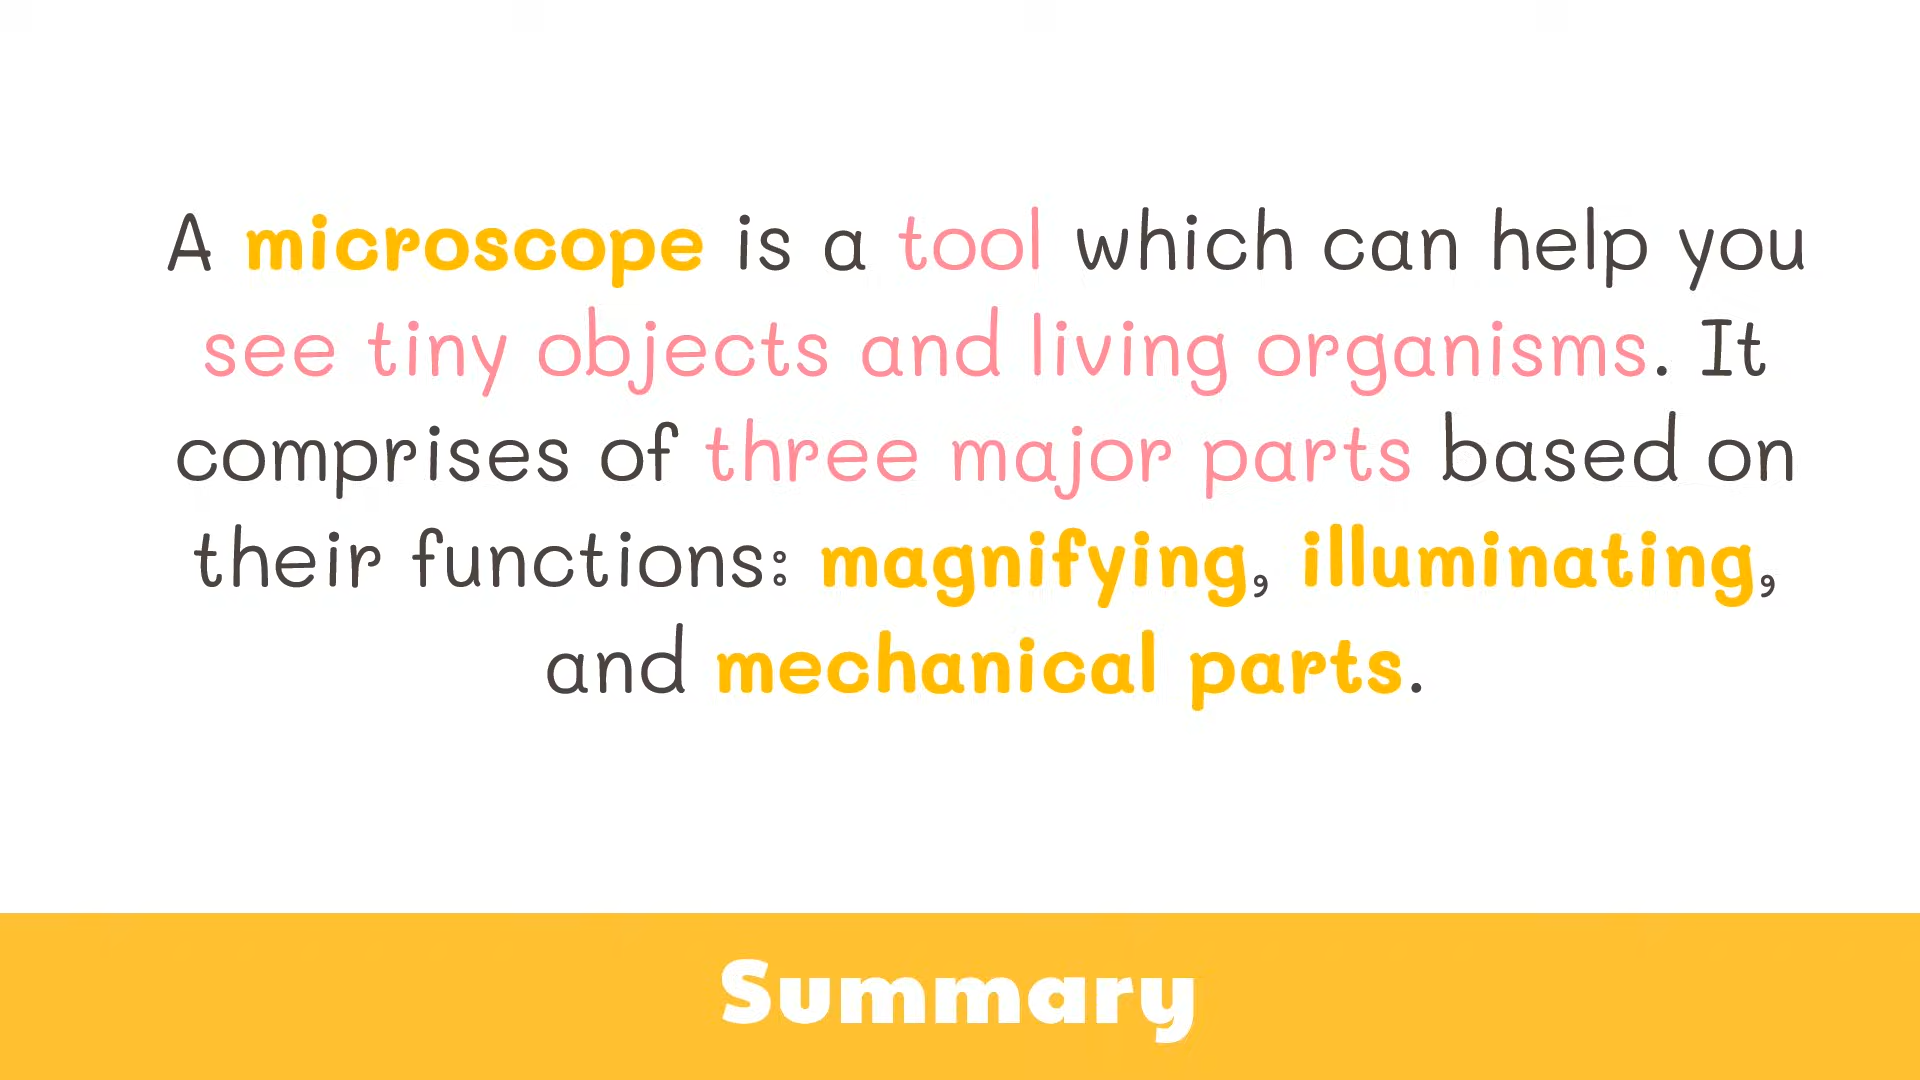 A microscope is a tool which can help you
see tiny objects and living organisms. It
comprises of three major parts based on
their functions: magnifying, illuminating,
and mechanical parts.
Summary